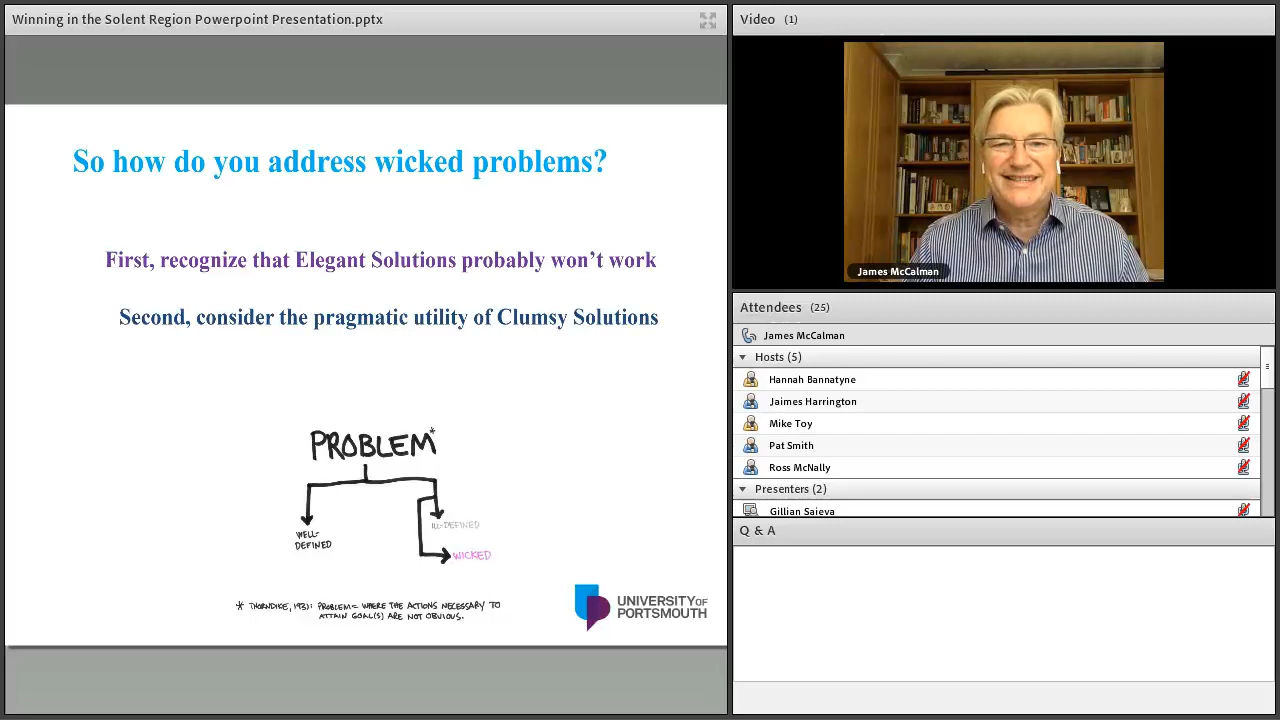 Winning in the Solent Region Powerpoint Presentation.pptx
So how do you address wicked problems?
First, recognize that Elegant Solutions probably won’t work
Second, consider the pragmatic utility of Clumsy Solutions
PROBLEM*
WELL-
DEFINED
ILL-DEFINED
WICKED
* THORNDIKE, 1931: PROBLEM = WHERE THE ACTIONS NECESSARY TO
ATTAIN GOAL(S) ARE NOT OBVIOUS.
UNIVERSITY OF
PORTSMOUTH
Video (1)
James McCalman
Attendees (25)
James McCalman
Hosts (5)
Hannah Bannatyne
Jaimes Harrington
Mike Toy
Pat Smith
Ross McNally
Presenters (2)
Gillian Saieva
Q & A